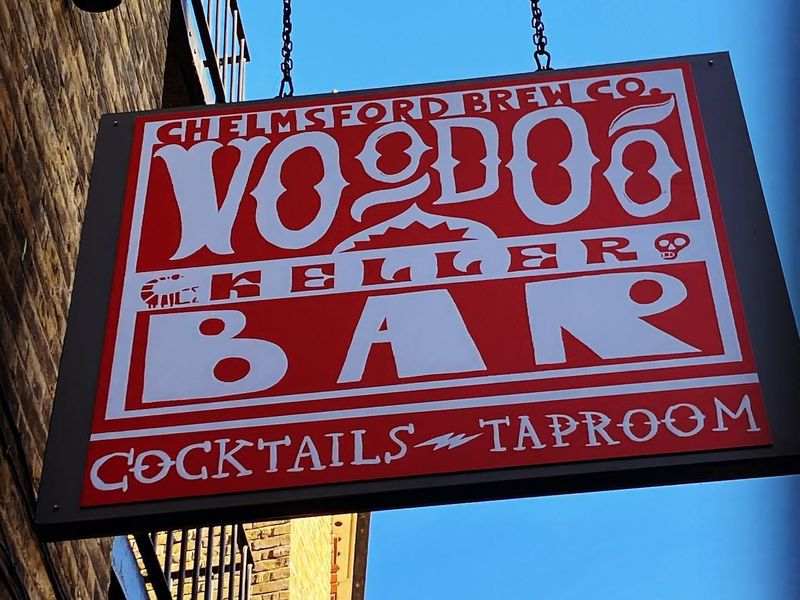 CHELMSFORD BREW CO.
VOODOO
KELLER
BAR
COCKTAILS TAPROOM